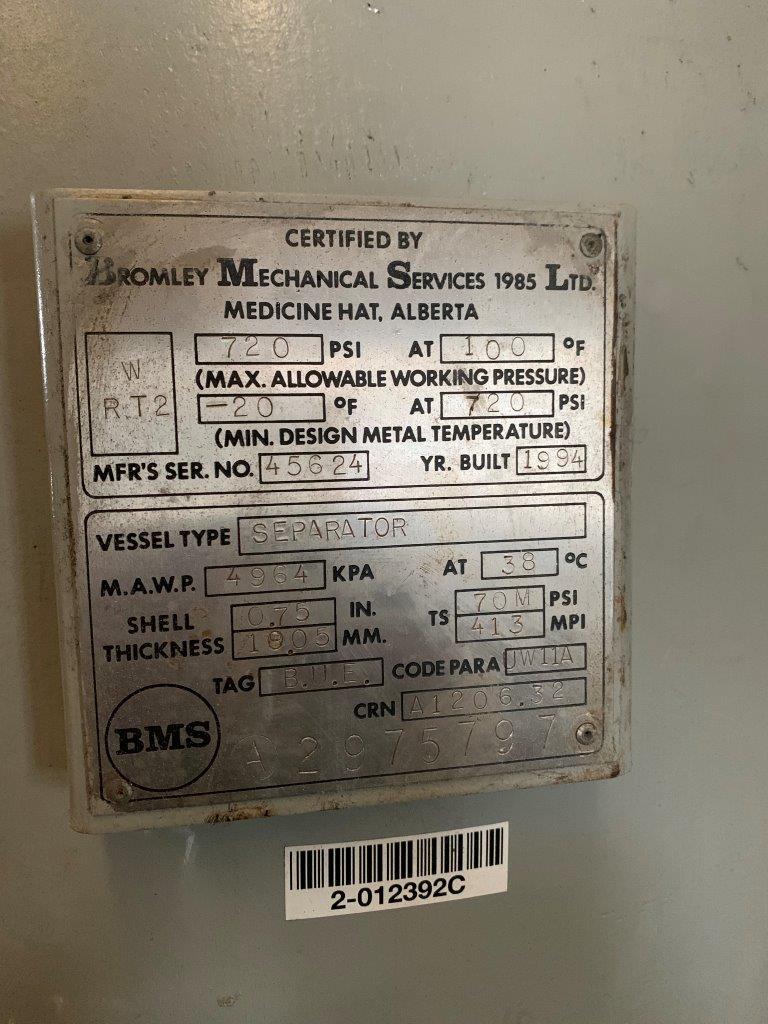 CERTIFIED BY
BROMLEY MECHANICAL SERVICES 1985 LTD.
MEDICINE HAT, ALBERTA
W
R.T2
720 PSI AT 100 °F
(MAX. ALLOWABLE WORKING PRESSURE)
-20 °F AT 720 PSI
(MIN. DESIGN METAL TEMPERATURE)
MFR'S SER. NO. 45624 YR. BUILT 1994
VESSEL TYPE SEPARATOR
M.A.W.P. 4964 KPA AT 38 °C
SHELL THICKNESS 0.75 IN.
MM.
TS 70M PSI
413 MPI
TAG CODE PARA UW11A
CRN A1206.32
BMS
2-012392C